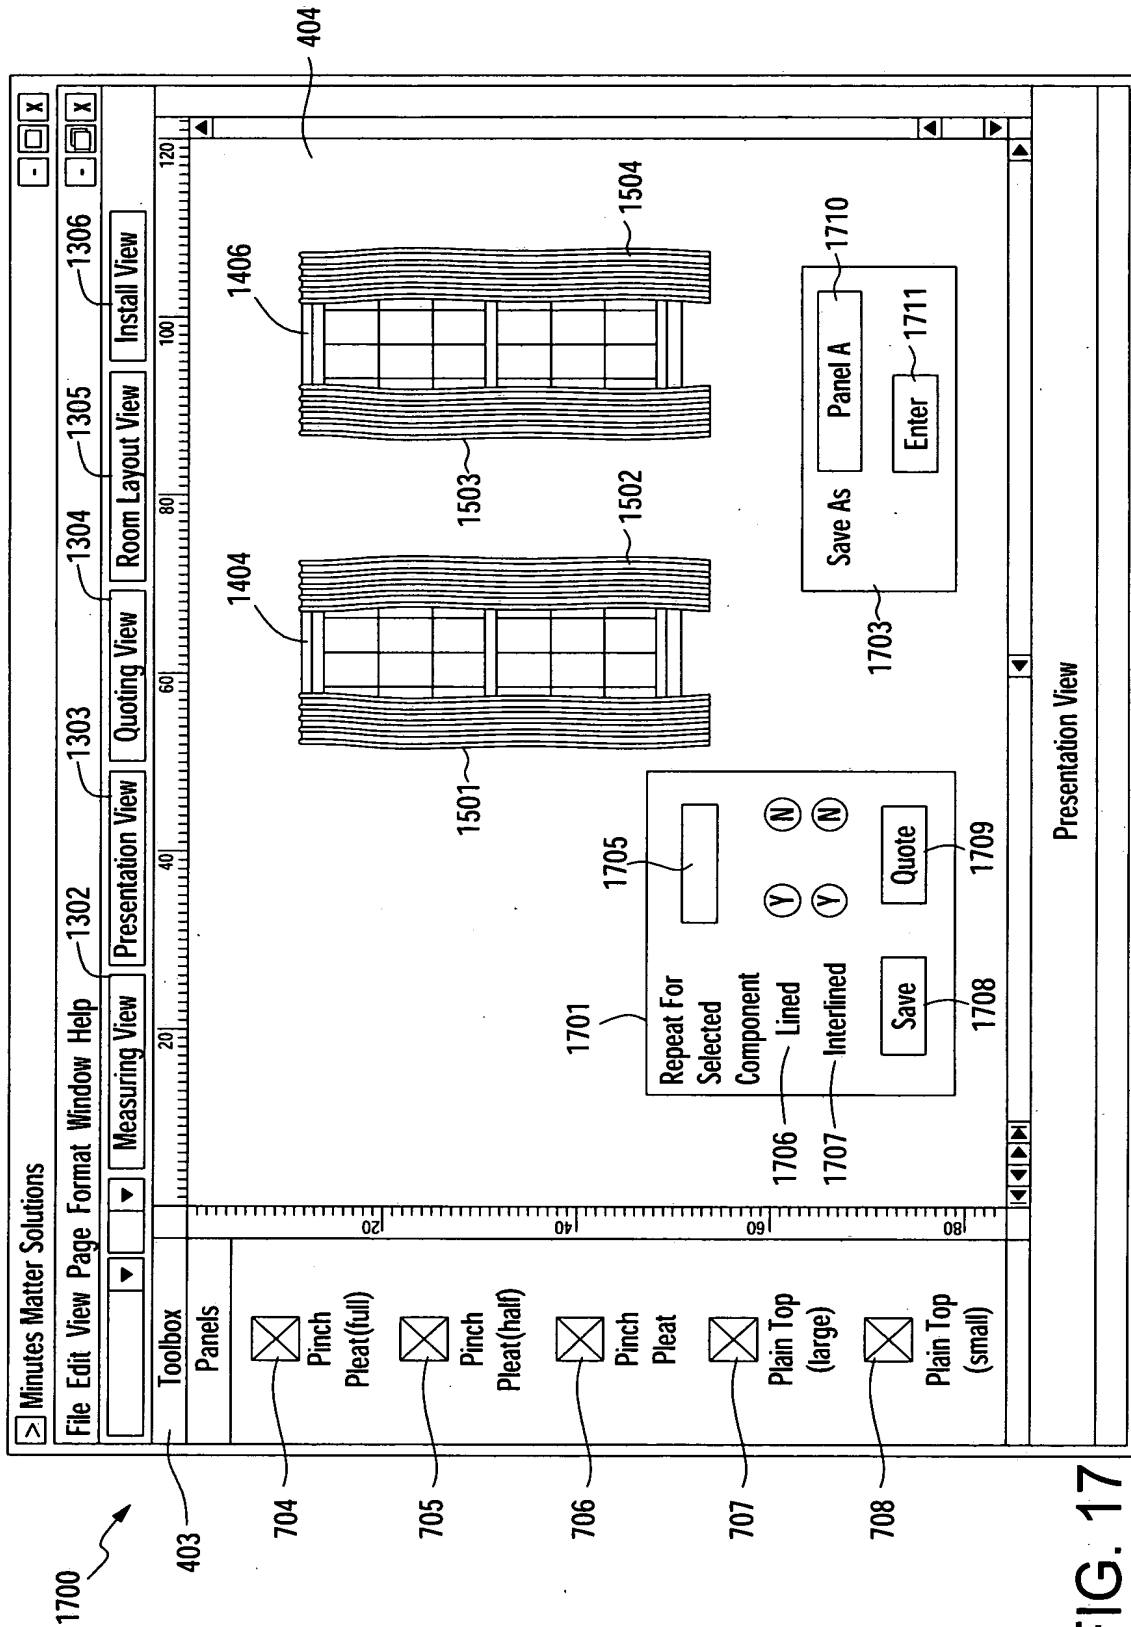 1700
> Minutes Matter Solutions
- X
File Edit View Page Format Window Help
- X
1302
1303
1304
1305
1306
Measuring View
Presentation View
Quoting View
Room Layout View
Install View
403
Toolbox
Panels
20 40 60 80 100 120
404
704
Pinch
Pleat(full)
705
Pinch
Pleat(half)
706
Pinch
Pleat
707
Plain Top
(large)
708
Plain Top
(small)
20
40
60
80
1404
1406
1501
1502
1503
1504
1701
Repeat For
Selected
Component
1705
1706
Lined Y N
1707
Interlined Y N
Save
Quote
1708
1709
1703
Save As Panel A
1710
Enter
1711
Presentation View
FIG. 17